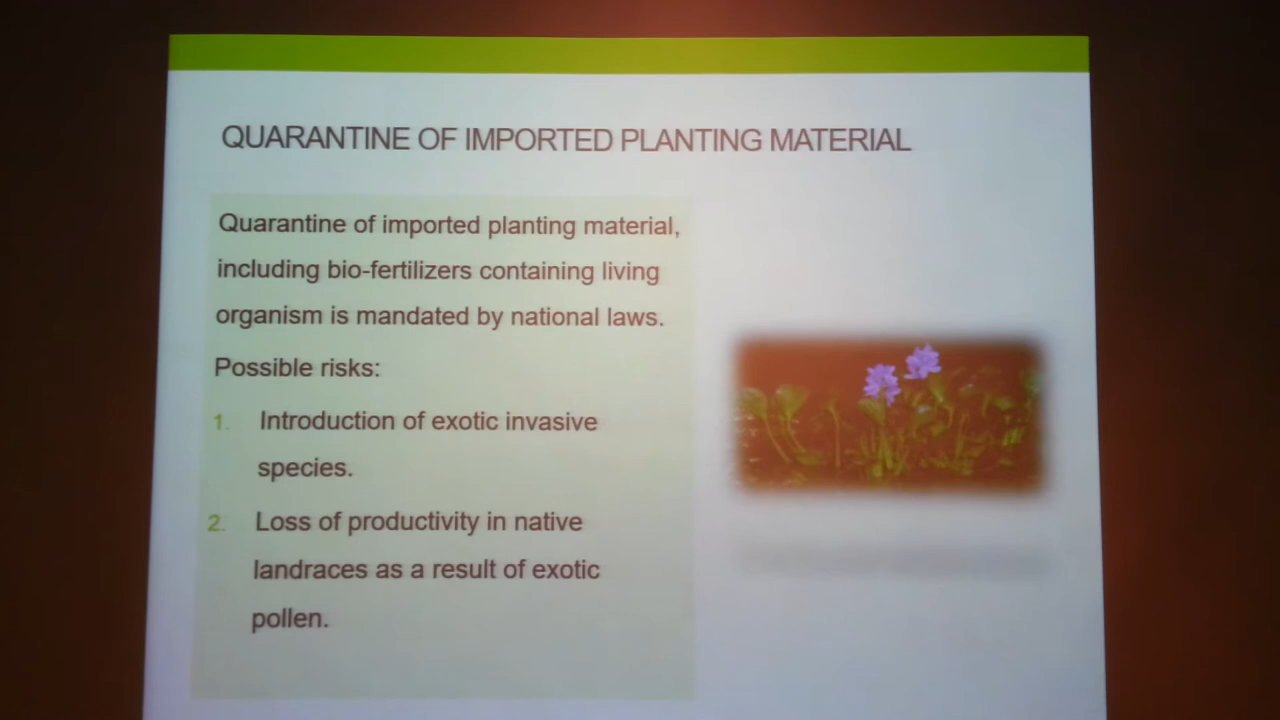 QUARANTINE OF IMPORTED PLANTING MATERIAL
Quarantine of imported planting material,
including bio-fertilizers containing living
organism is mandated by national laws.
Possible risks:
1. Introduction of exotic invasive
species.
2. Loss of productivity in native
landraces as a result of exotic
pollen.